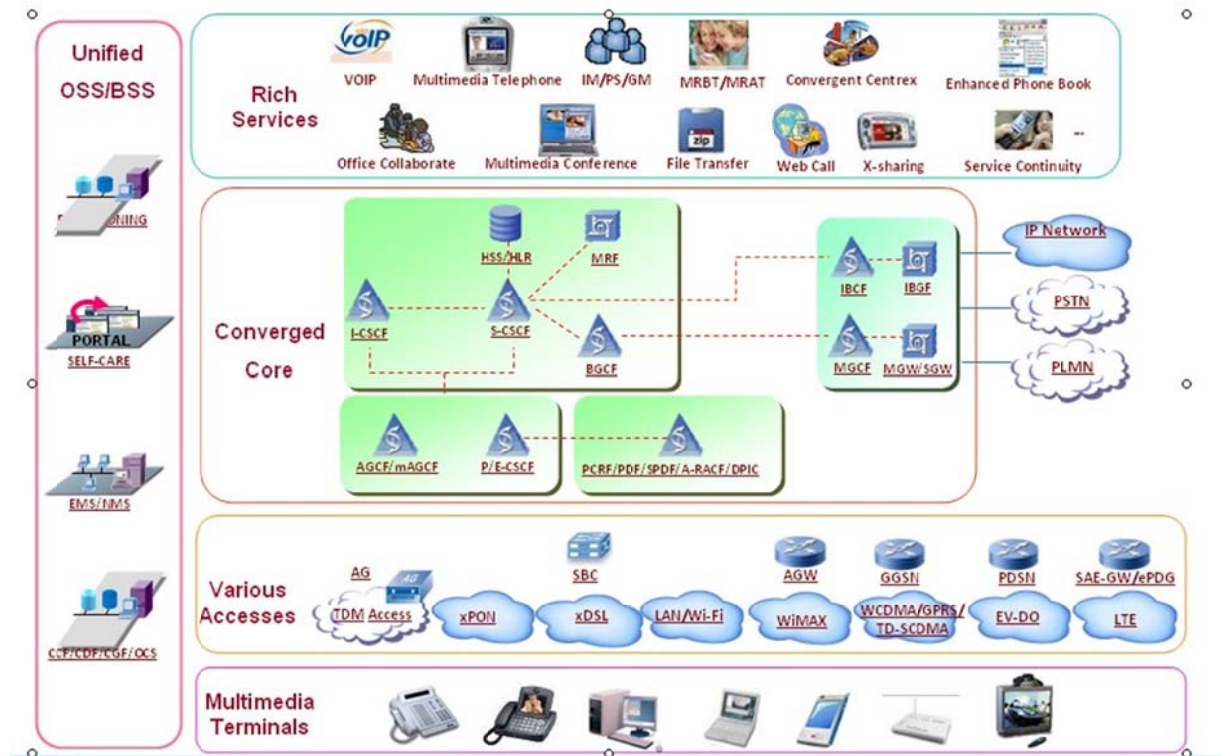 Unified
OSS/BSS
SELF-CARE
PORTAL
EMS/NMS
CCF/CDF/CGF/OCS
Rich
Services
VOIP
VOIP
Multimedia Telephone
IM/PS/GM
MRBT/MRAT
Convergent Centrex
Enhanced Phone Book
Office Collaborate
Multimedia Conference
zip
File Transfer
Web Call
X-sharing
Service Continuity
...
Converged
Core
HSS/HLR
MRF
I-CSCF
S-CSCF
BGCF
IBCF
IBGF
MGCF
MGW/SGW
IP Network
PSTN
PLMN
AGCF/mAGCF
P/E-CSCF
PCRF/PDF/SPDF/A-RACF/DPIC
Various
Accesses
AG
AG
TDM Access
xPON
SBC
xDSL
LAN/Wi-Fi
AGW
WiMAX
GGSN
WCDMA/GPRS/
TD-SCDMA
PDSN
EV-DO
SAE-GW/ePDG
LTE
Multimedia
Terminals